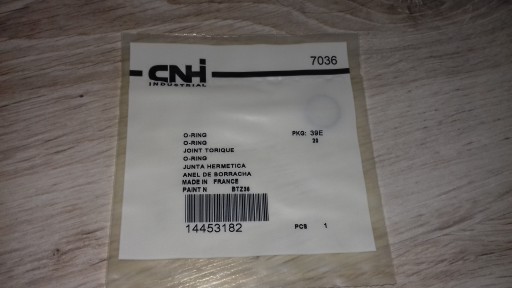 7036
CNH
INDUSTRIAL
O-RING PKG: 39E
O-RING 39
JOINT TORIQUE
O-RING
JUNTA HERMETICA
ANEL DE BORRACHA
MADE IN FRANCE
PAINT N BTZ36
14453182 PCS 1